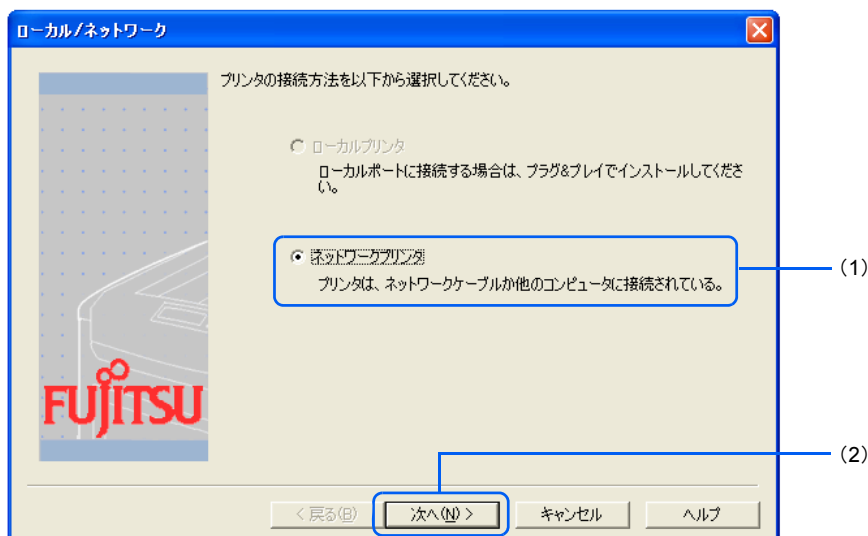 ローカル/ネットワーク
プリンタの接続方法を以下から選択してください。
ローカルプリンタ
ローカルポートに接続する場合は、プラグ&プレイでインストールしてくださ
い。
ネットワークプリンタ
プリンタは、ネットワークケーブルか他のコンピュータに接続されている。
(1)
FUJITSU
(2)
< 戻る(B)
次へ(N) >
キャンセル
ヘルプ